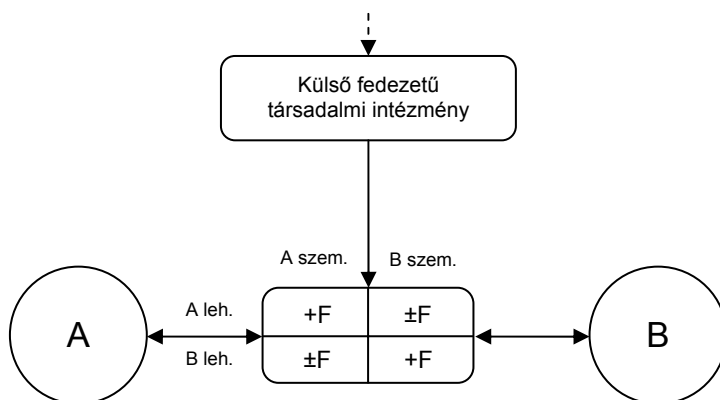 Külső fedezetű
társadalmi intézmény
A szem. B szem.
A leh.
B leh.
A
+F ±F
±F +F
B